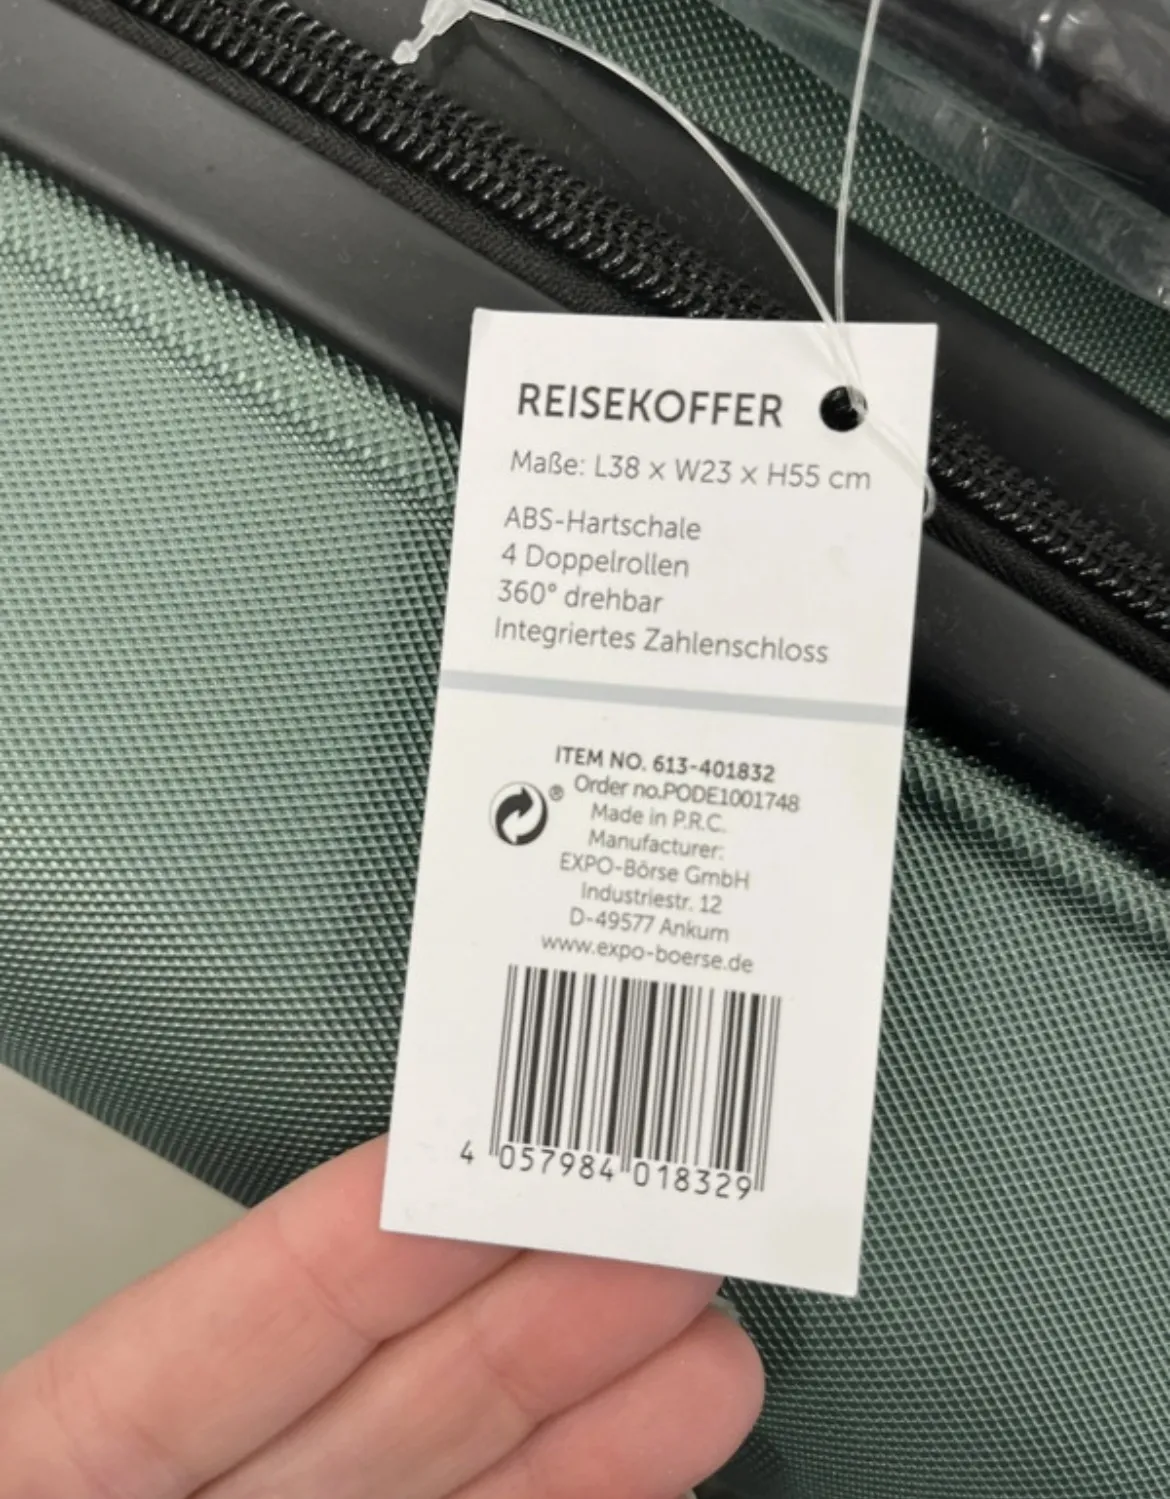 REISEKOFFER
Maße: L38 x W23 x H55 cm
ABS-Hartschale
4 Doppelrollen
360° drehbar
Integriertes Zahlenschloss
ITEM NO. 613-401832
® Order no.PODE1001748
Made in P.R.C.
Manufacturer:
EXPO-Börse GmbH
Industriestr. 12
D-49577 Ankum
www.expo-boerse.de
4 057984 018329